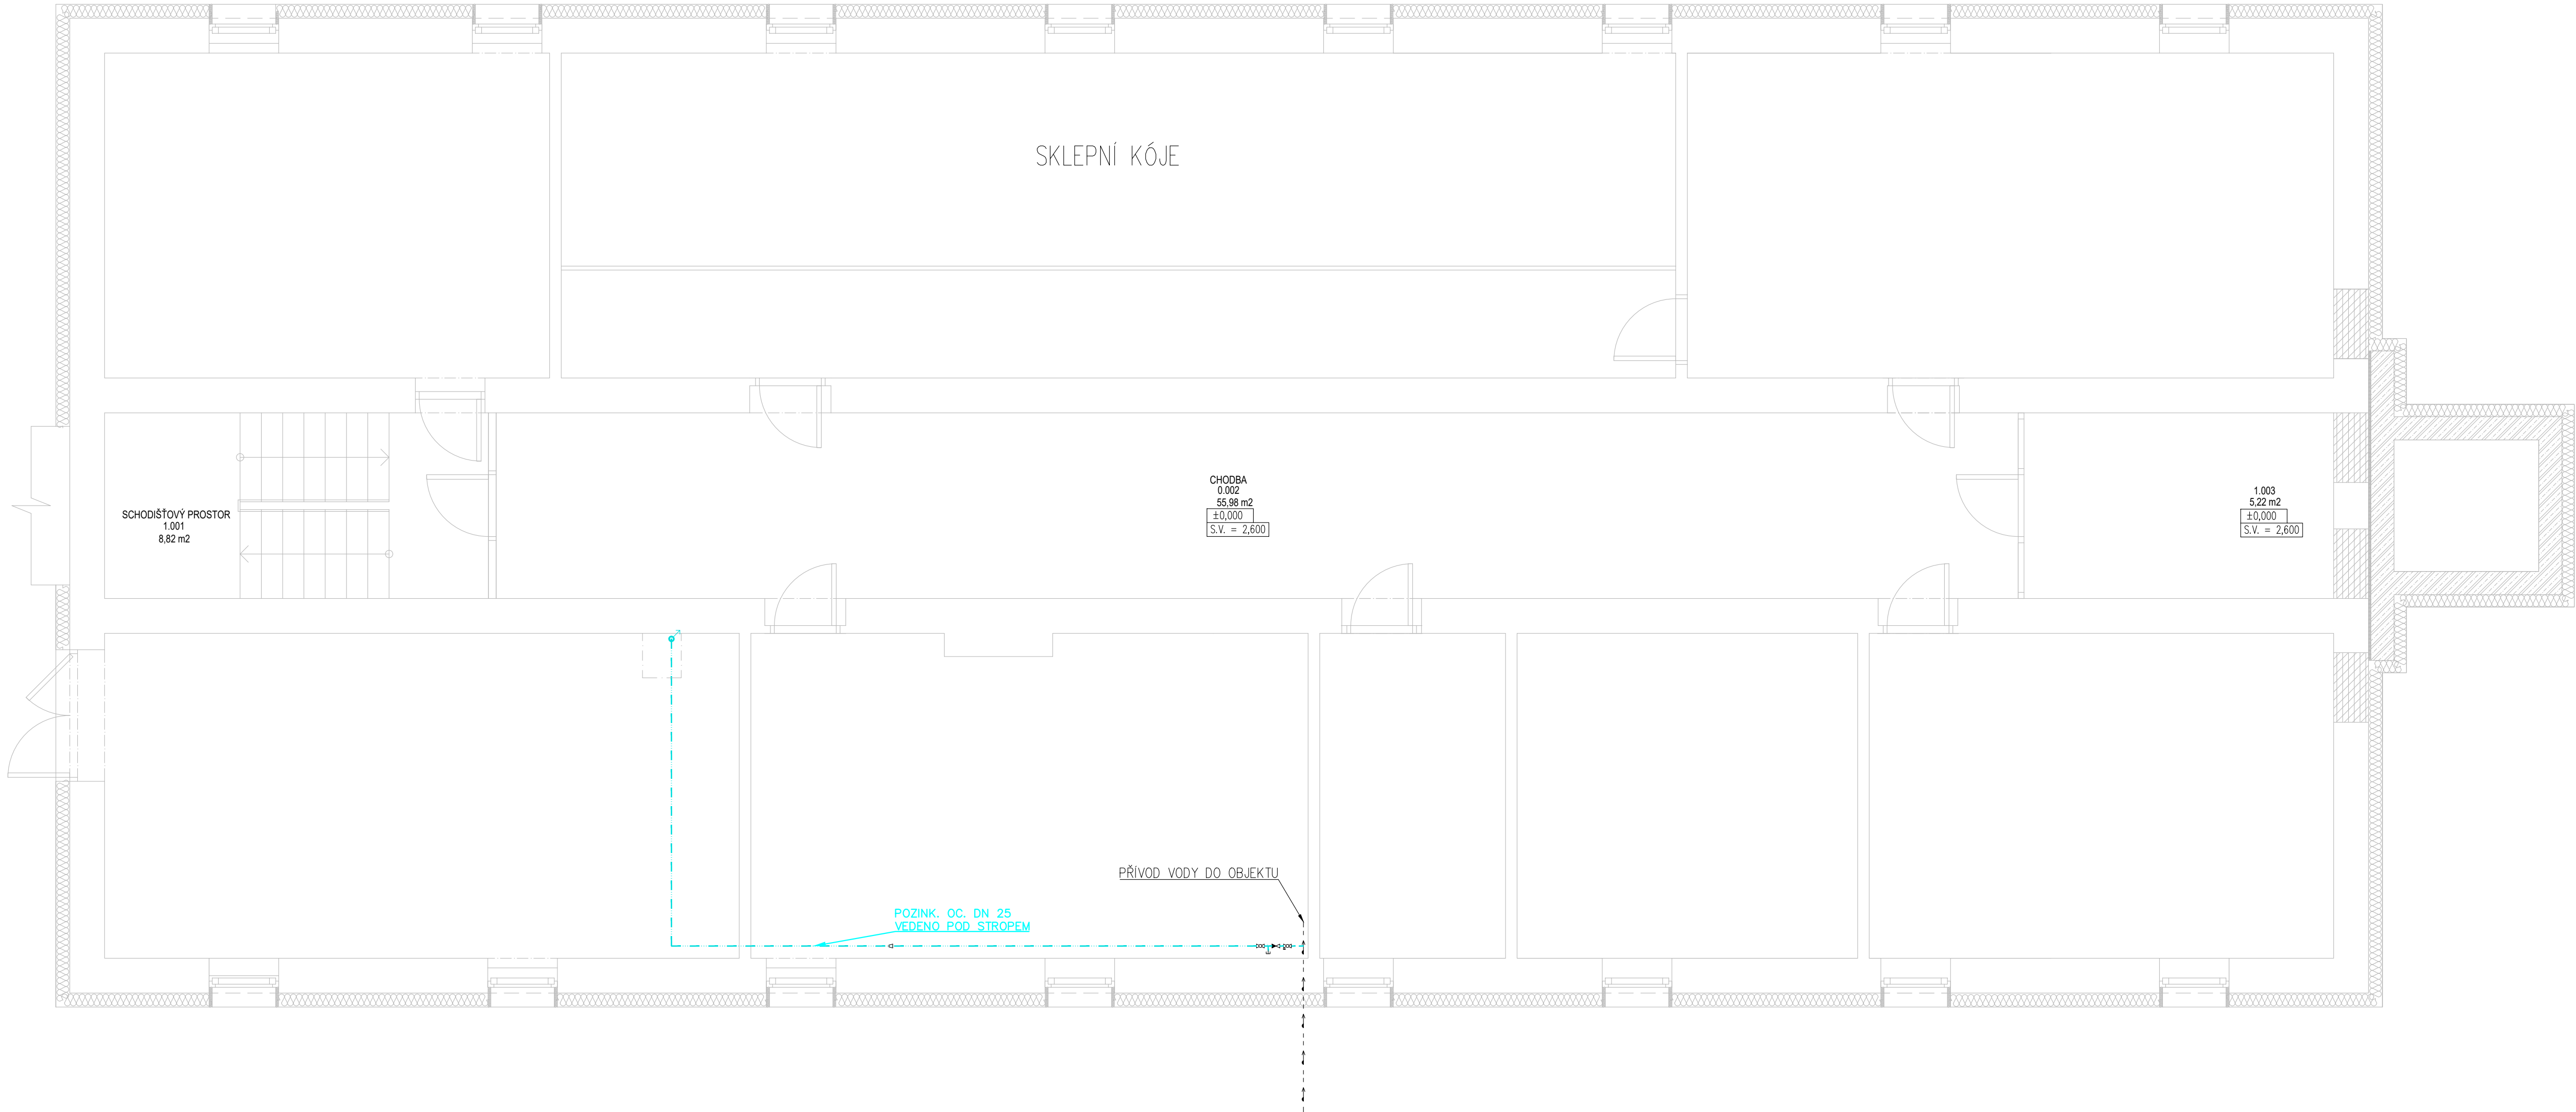 SKLEPNÍ KÓJE
CHODBA
0.002
55,98 m2
±0,000
S.V. = 2,600
1.003
5,22 m2
±0,000
S.V. = 2,600
SCHODIŠŤOVÝ PROSTOR
1.001
8,82 m2
PŘÍVOD VODY DO OBJEKTU
POZINK. OC. DN 25
VEDENO POD STROPEM